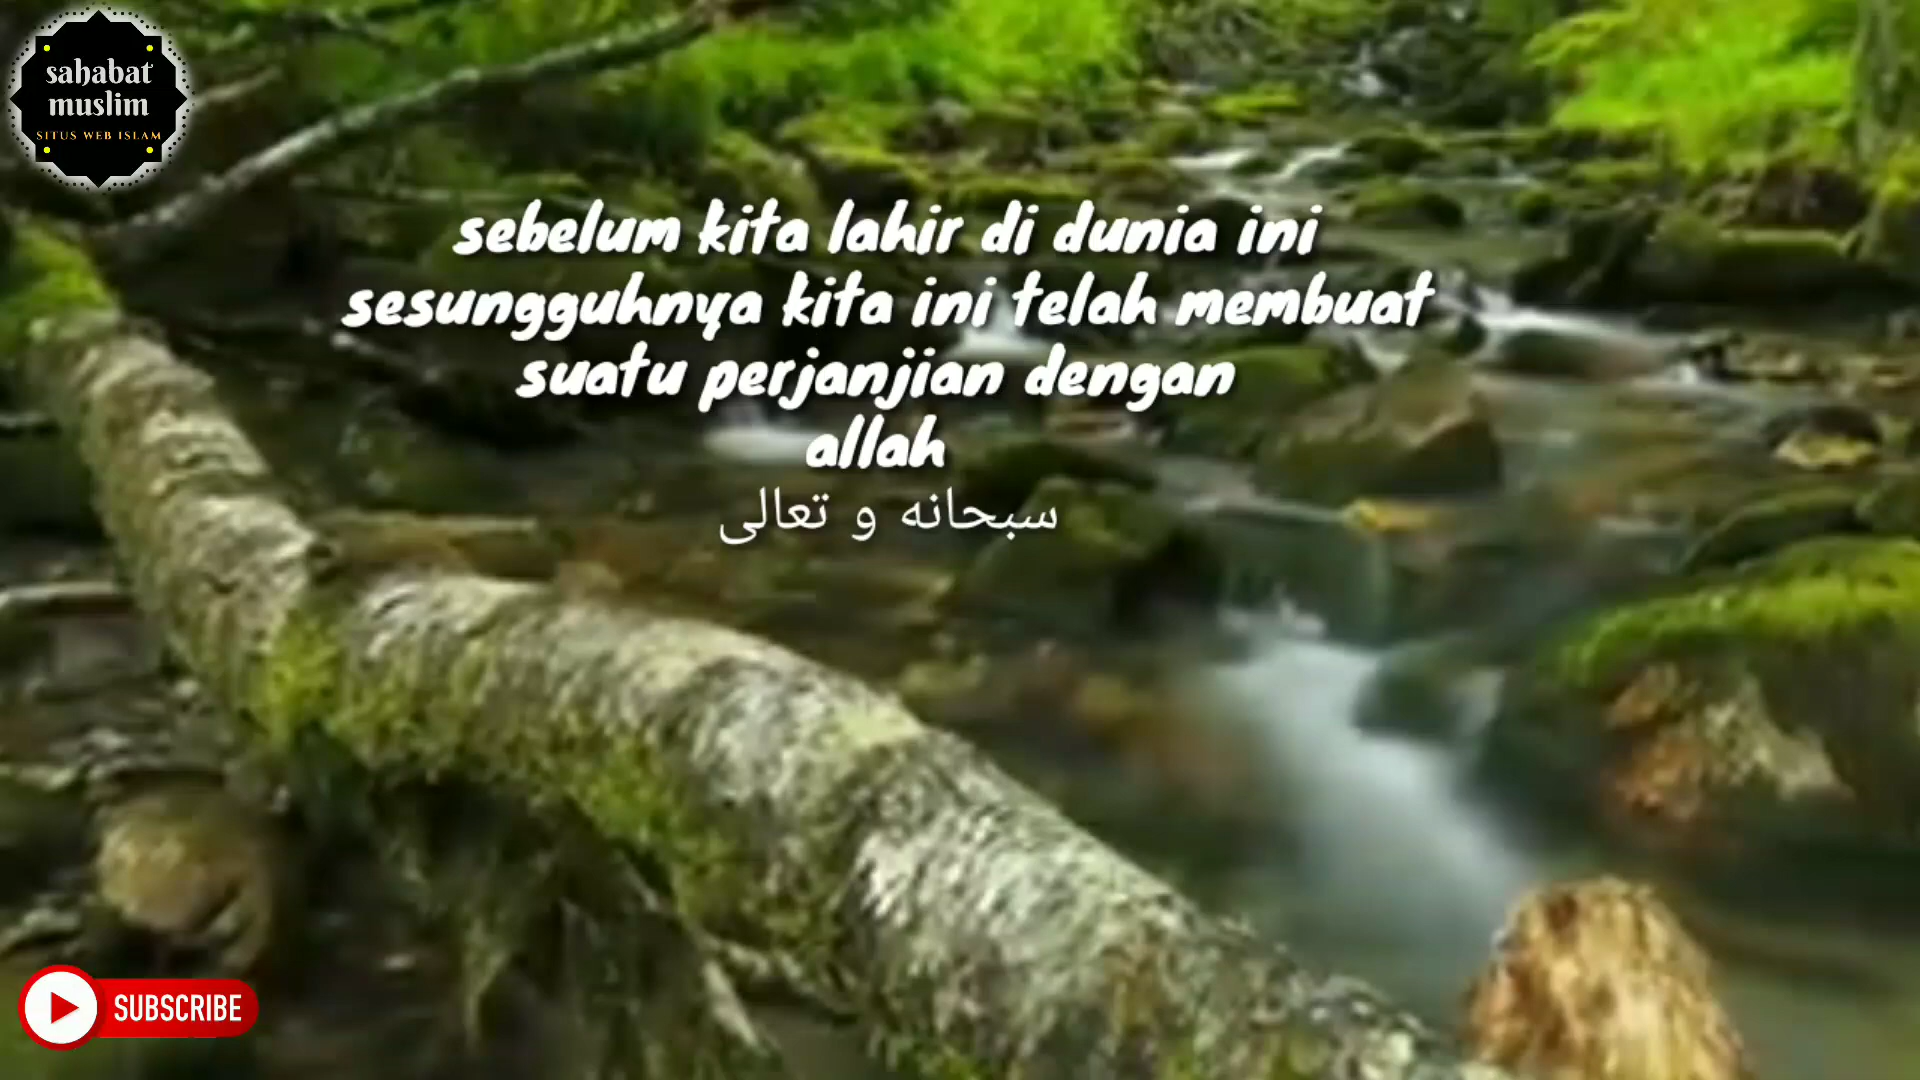 sahabat
muslim
SITUS WEB ISLAM
sebelum kita lahir di dunia ini
sesungguhnya kita ini telah membuat
suatu perjanjian dengan
allah
سبحانه و تعالى
SUBSCRIBE